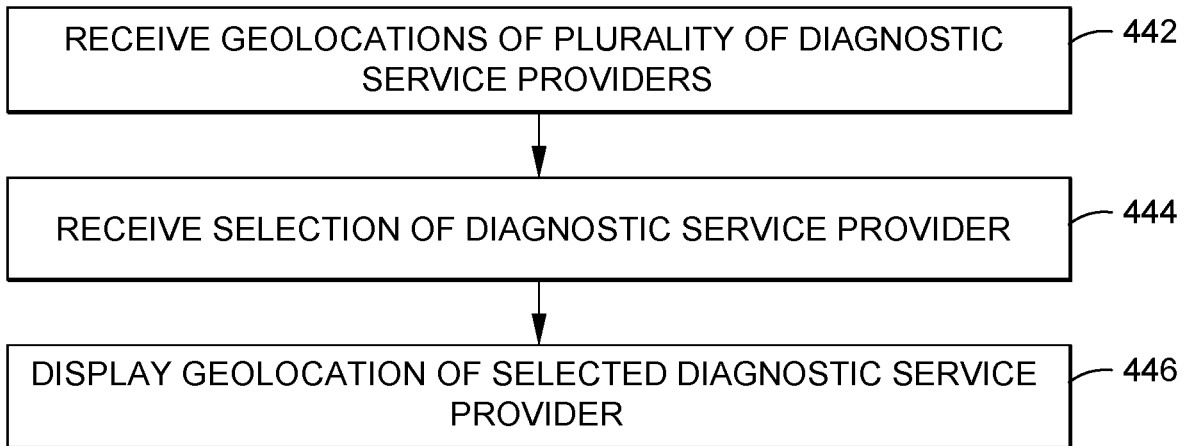 RECEIVE GEOLOCATIONS OF PLURALITY OF DIAGNOSTIC
SERVICE PROVIDERS
442
RECEIVE SELECTION OF DIAGNOSTIC SERVICE PROVIDER
444
DISPLAY GEOLOCATION OF SELECTED DIAGNOSTIC SERVICE
PROVIDER
446